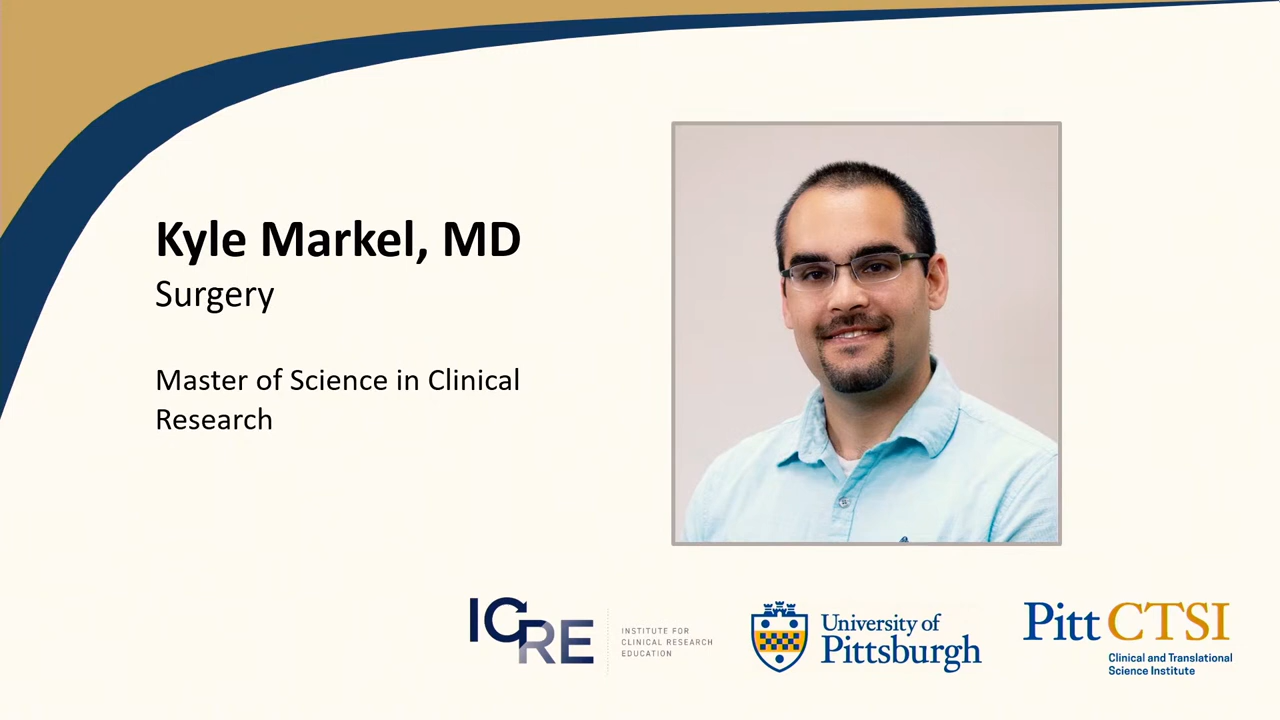 Kyle Markel, MD
Surgery
Master of Science in Clinical
Research
ICRE
INSTITUTE FOR
CLINICAL RESEARCH
EDUCATION
University of
Pittsburgh
Pitt CTSI
Clinical and Translational
Science Institute